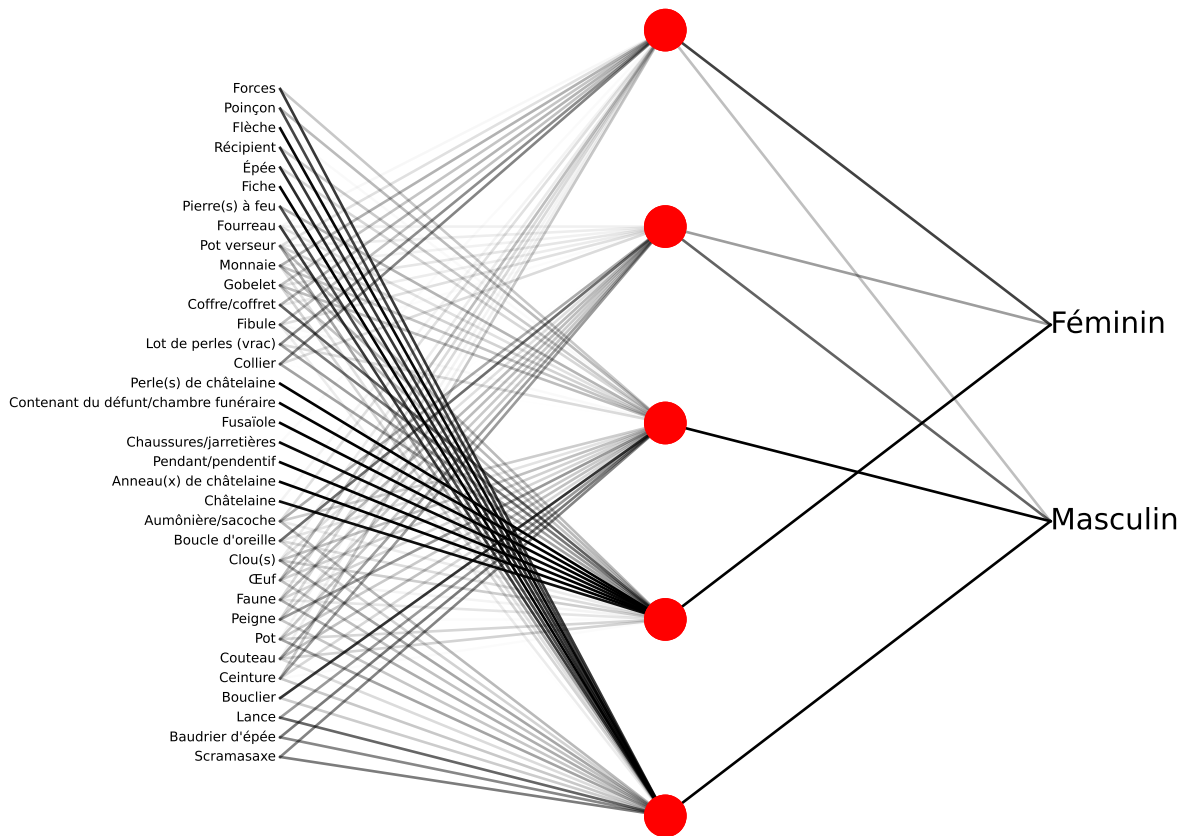 Forces
Poinçon
Flèche
Récipient
Épée
Fiche
Pierre(s) à feu
Fourreau
Pot verseur
Monnaie
Gobelet
Coffre/coffret
Fibule
Lot de perles (vrac)
Collier
Perle(s) de châtelaine
Contenant du défunt/chambre funéraire
Fusaïole
Chaussures/jarretières
Pendant/pendentif
Anneau(x) de châtelaine
Châtelaine
Aumônière/sacoche
Boucle d'oreille
Clou(s)
Œuf
Faune
Peigne
Pot
Couteau
Ceinture
Bouclier
Lance
Baudrier d'épée
Scramasaxe
Féminin
Masculin